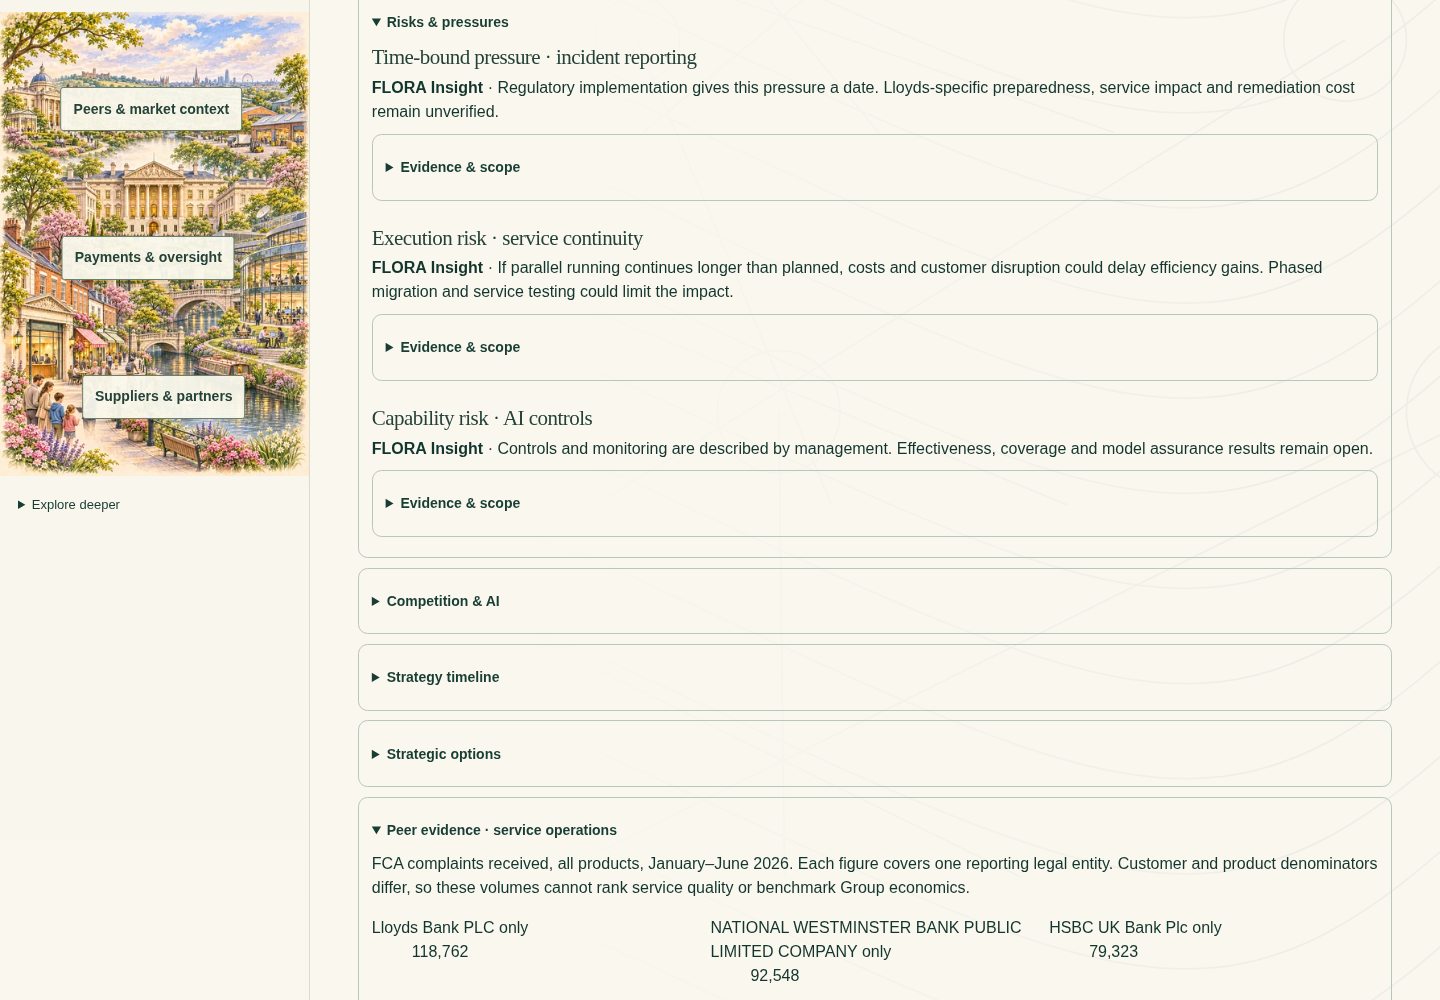 Peers & market context
Payments & oversight
Suppliers & partners
Explore deeper
Risks & pressures
Time-bound pressure · incident reporting
FLORA Insight · Regulatory implementation gives this pressure a date. Lloyds-specific preparedness, service impact and remediation cost
remain unverified.
Evidence & scope
Execution risk · service continuity
FLORA Insight · If parallel running continues longer than planned, costs and customer disruption could delay efficiency gains. Phased
migration and service testing could limit the impact.
Evidence & scope
Capability risk · AI controls
FLORA Insight · Controls and monitoring are described by management. Effectiveness, coverage and model assurance results remain open.
Evidence & scope
Competition & AI
Strategy timeline
Strategic options
Peer evidence · service operations
FCA complaints received, all products, January–June 2026. Each figure covers one reporting legal entity. Customer and product denominators
differ, so these volumes cannot rank service quality or benchmark Group economics.
Lloyds Bank PLC only
118,762
NATIONAL WESTMINSTER BANK PUBLIC
LIMITED COMPANY only
92,548
HSBC UK Bank Plc only
79,323